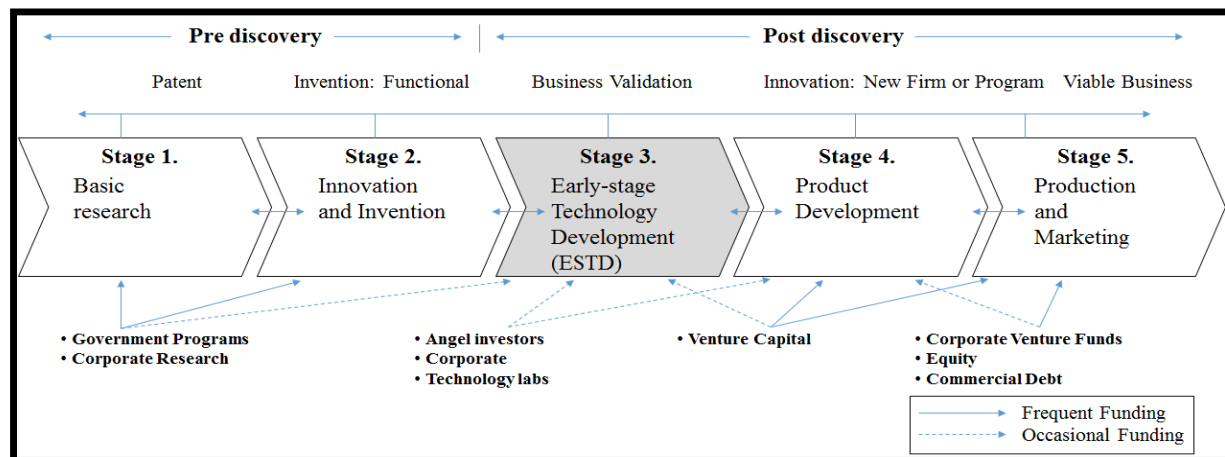 Pre discovery
Post discovery
Patent
Invention: Functional
Business Validation
Innovation: New Firm or Program
Viable Business
Stage 1.
Basic
research
Stage 2.
Innovation
and Invention
Stage 3.
Early-stage
Technology
Development
(ESTD)
Stage 4.
Product
Development
Stage 5.
Production
and
Marketing
• Government Programs
• Corporate Research
• Angel investors
• Corporate
• Technology labs
• Venture Capital
• Corporate Venture Funds
• Equity
• Commercial Debt
Frequent Funding
Occasional Funding